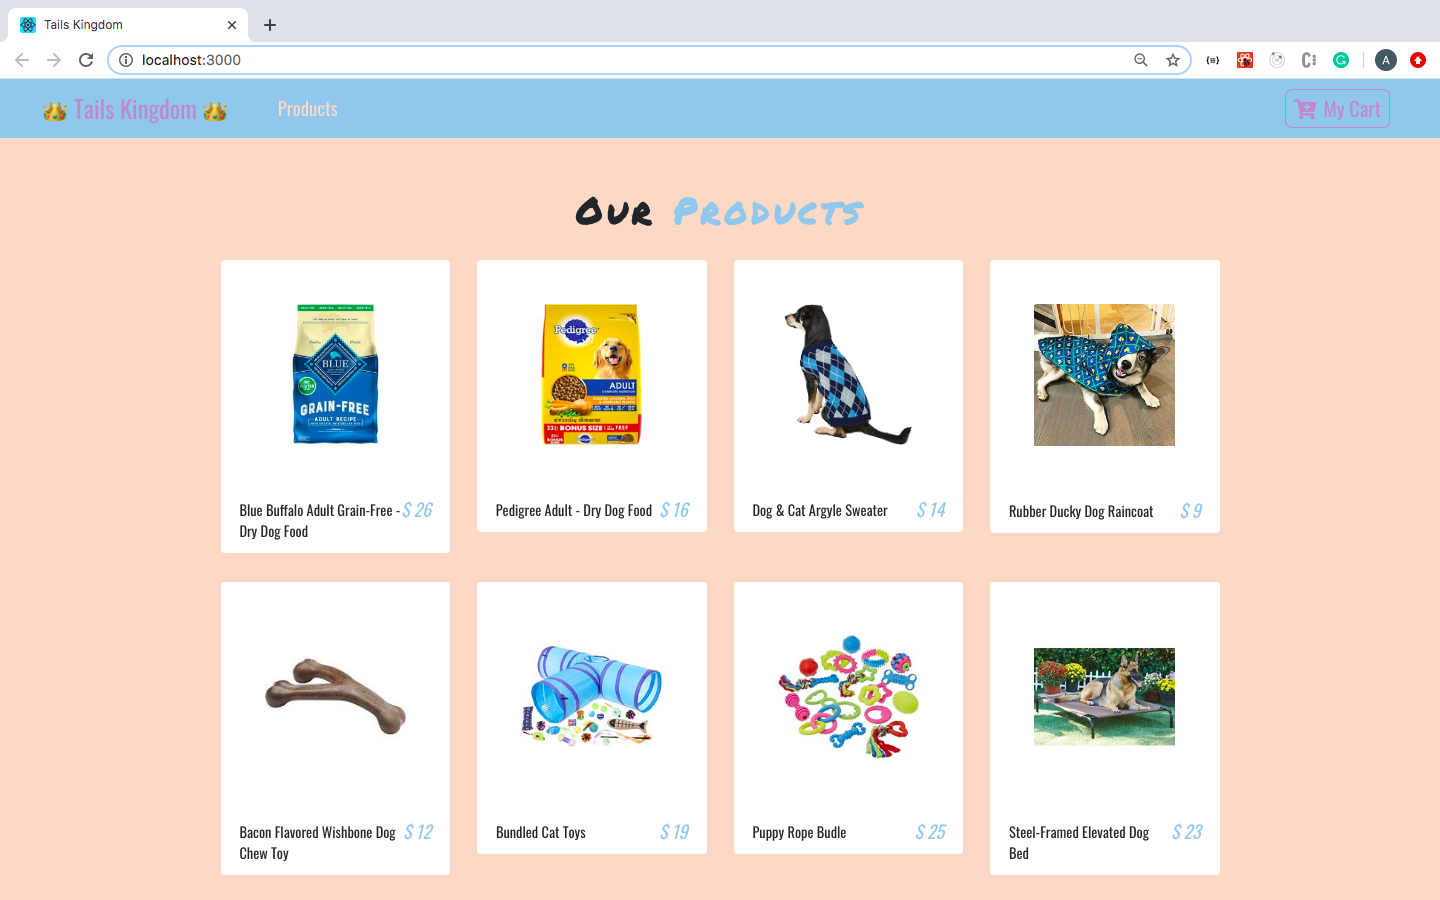 Tails Kingdom
localhost:3000
A
Tails Kingdom
Products
My Cart
Our Products
BLUE
GRAIN-FREE
ADULT RECIPE
Pedigree
ADULT
BONUS SIZE
FREE
Blue Buffalo Adult Grain-Free - $ 26
Dry Dog Food
Pedigree Adult - Dry Dog Food $ 16
Dog & Cat Argyle Sweater $ 14
Rubber Ducky Dog Raincoat $ 9
Bacon Flavored Wishbone Dog $ 12
Chew Toy
Bundled Cat Toys $ 19
Puppy Rope Budle $ 25
Steel-Framed Elevated Dog $ 23
Bed